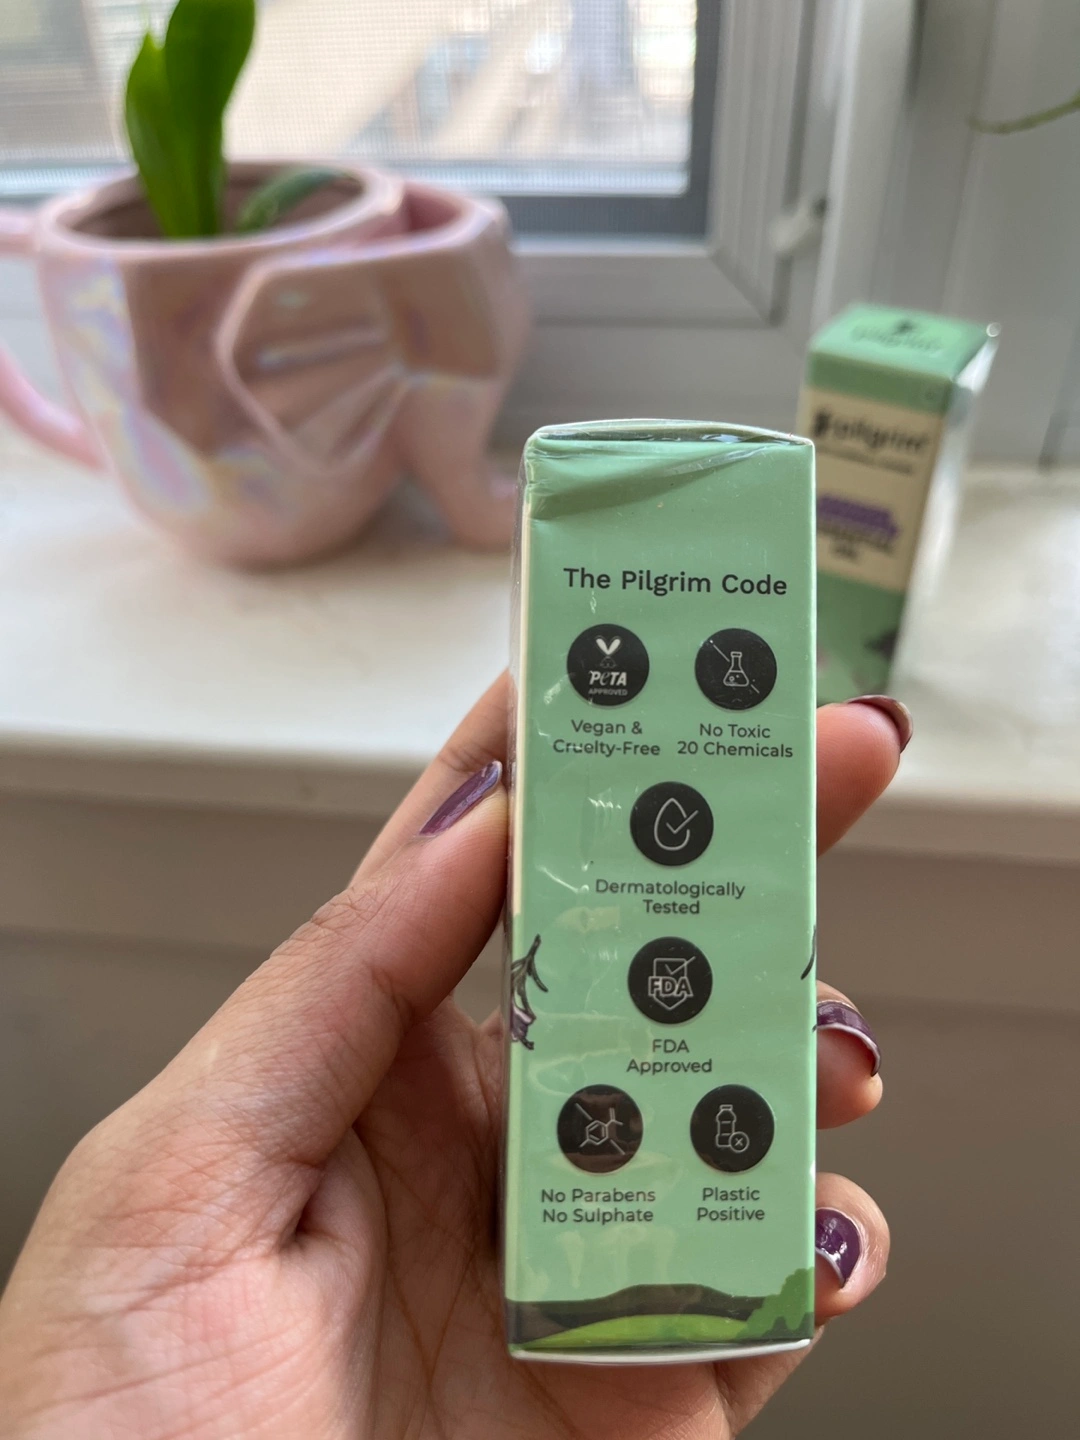 The Pilgrim Code
PETA
APPROVED
Vegan &
Cruelty-Free
No Toxic
20 Chemicals
Dermatologically
Tested
FDA
FDA
Approved
No Parabens
No Sulphate
Plastic
Positive
pilgrim